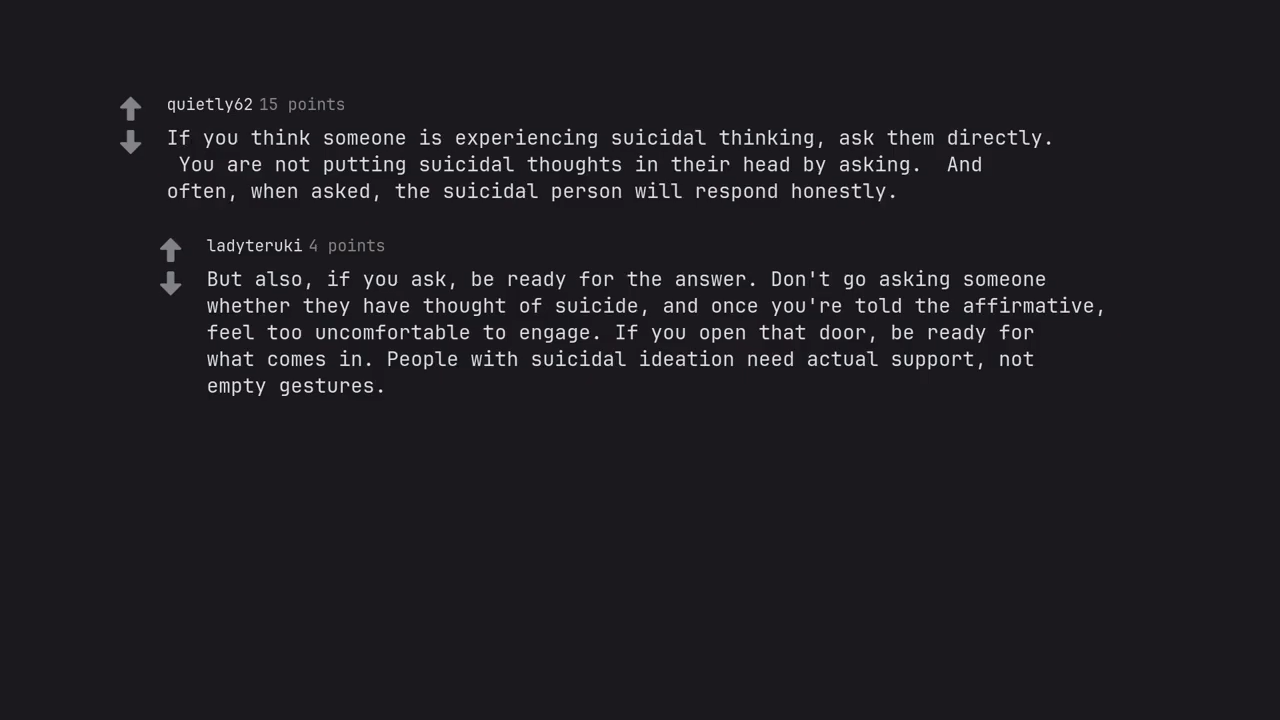 quietly62 15 points
If you think someone is experiencing suicidal thinking, ask them directly.
You are not putting suicidal thoughts in their head by asking.  And
often, when asked, the suicidal person will respond honestly.
ladyteruki 4 points
But also, if you ask, be ready for the answer. Don't go asking someone
whether they have thought of suicide, and once you're told the affirmative,
feel too uncomfortable to engage. If you open that door, be ready for
what comes in. People with suicidal ideation need actual support, not
empty gestures.